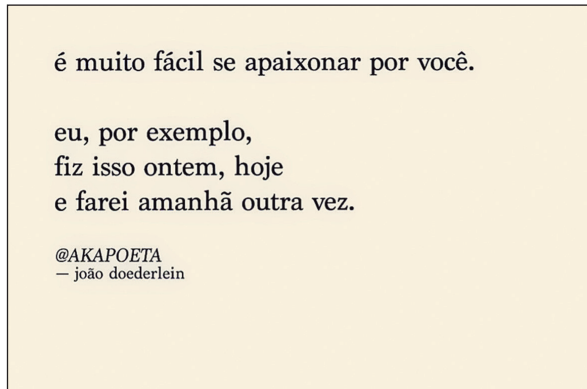 é muito fácil se apaixonar por você.
eu, por exemplo,
fiz isso ontem, hoje
e farei amanhã outra vez.
@AKAPOETA
— joão doederlein